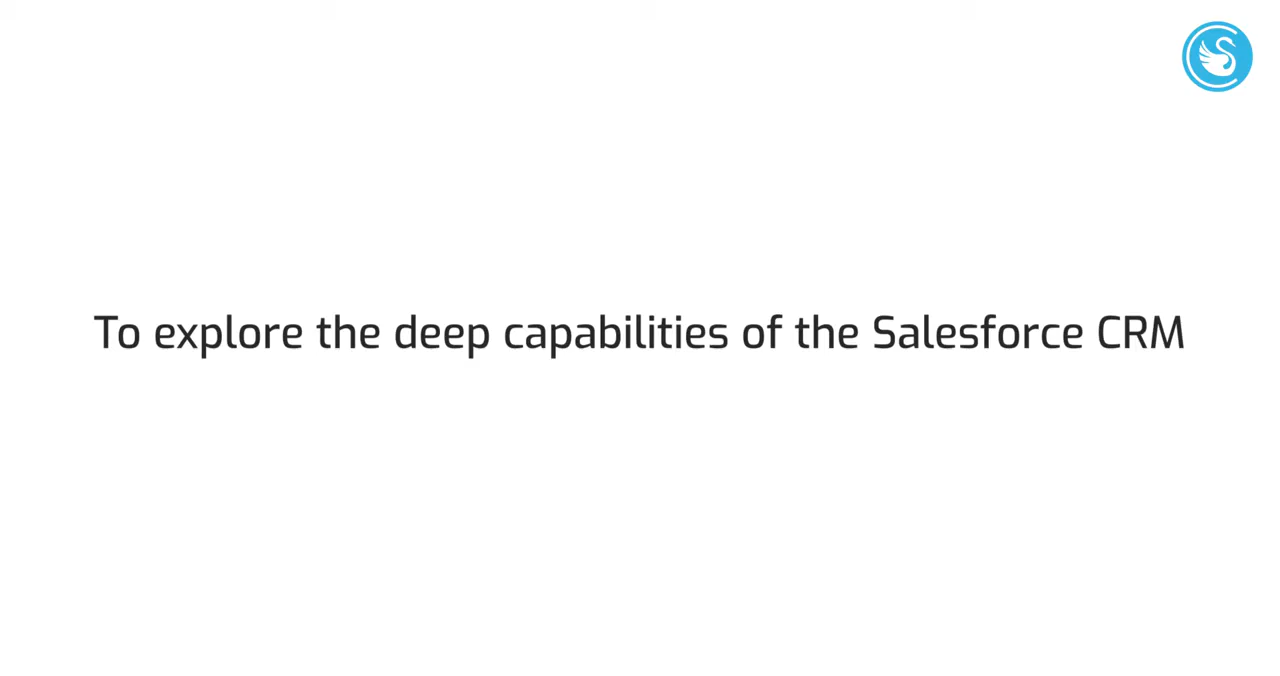 To explore the deep capabilities of the Salesforce CRM